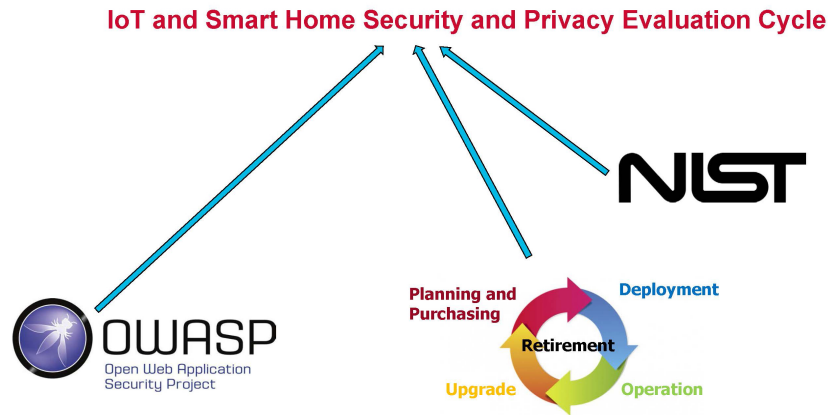 IoT and Smart Home Security and Privacy Evaluation Cycle
NIST
OWASP
Open Web Application
Security Project
Planning and
Purchasing
Deployment
Retirement
Upgrade
Operation